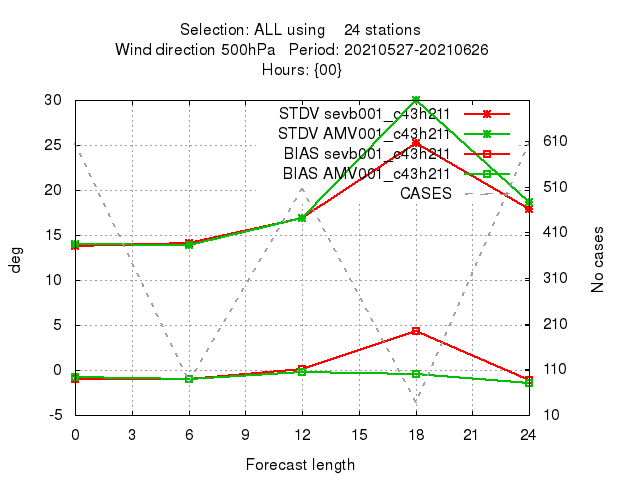 Selection: ALL using    24 stations
Wind direction 500hPa   Period: 20210527-20210626
Hours: {00}
STDV sevb001_c43h211
STDV AMV001_c43h211
BIAS sevb001_c43h211
BIAS AMV001_c43h211
CASES
30
25
20
15
10
5
0
-5
deg
610
510
410
310
210
110
10
No cases
0 3 6 9 12 15 18 21 24
Forecast length